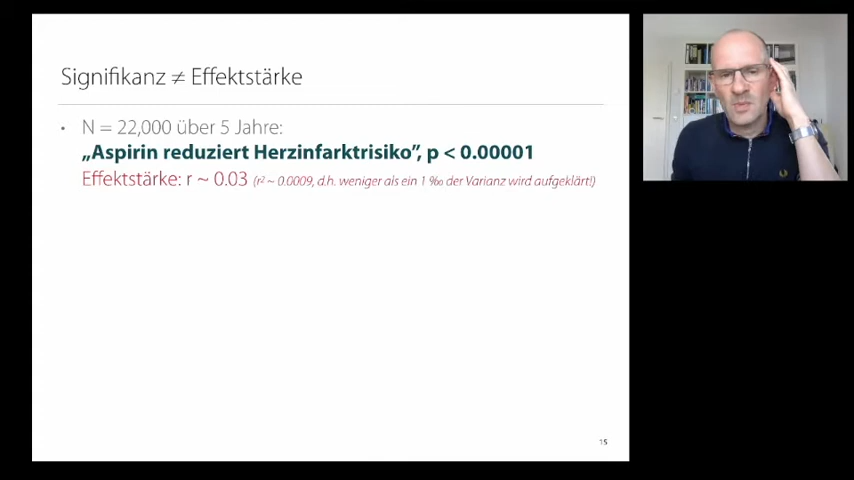 Signifikanz ≠ Effektstärke
• N = 22,000 über 5 Jahre:
„Aspirin reduziert Herzinfarktrisiko”, p < 0.00001
Effektstärke: r ~ 0.03 (r² ~ 0.0009, d.h. weniger als ein 1 ‰ der Varianz wird aufgeklärt!)
15